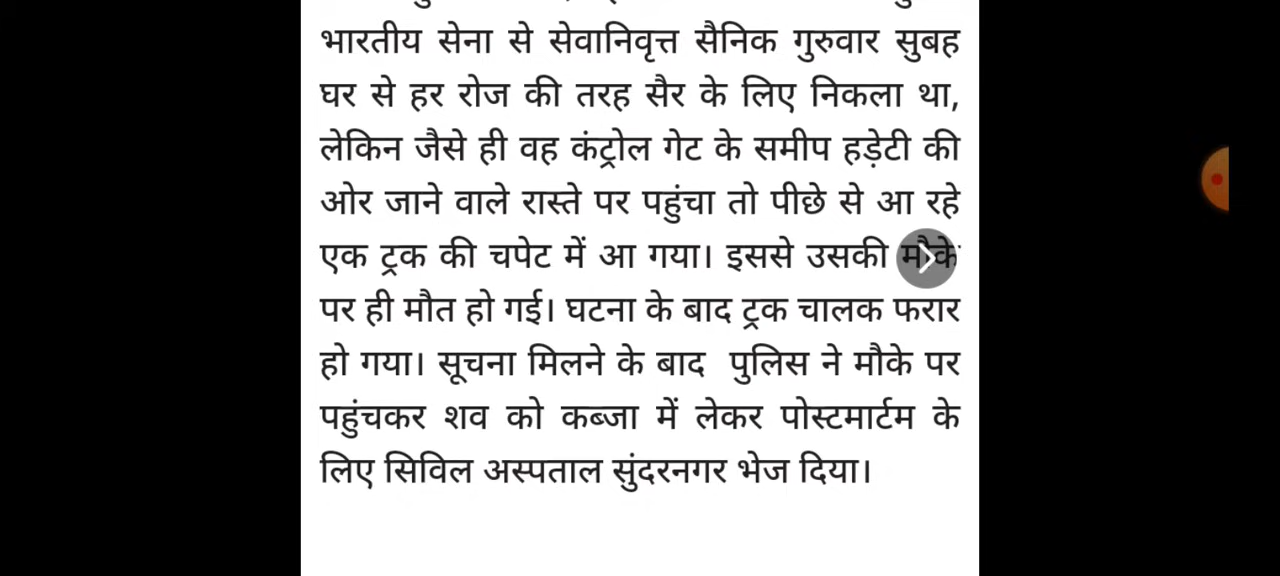 भारतीय सेना से सेवानिवृत्त सैनिक गुरुवार सुबह
घर से हर रोज की तरह सैर के लिए निकला था,
लेकिन जैसे ही वह कंट्रोल गेट के समीप हड़ेटी की
ओर जाने वाले रास्ते पर पहुंचा तो पीछे से आ रहे
एक ट्रक की चपेट में आ गया। इससे उसकी मौके
पर ही मौत हो गई। घटना के बाद ट्रक चालक फरार
हो गया। सूचना मिलने के बाद पुलिस ने मौके पर
पहुंचकर शव को कब्जा में लेकर पोस्टमार्टम के
लिए सिविल अस्पताल सुंदरनगर भेज दिया।